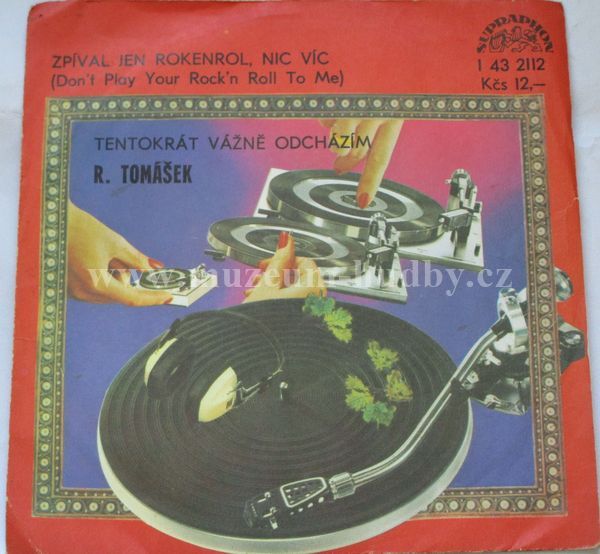 ZPÍVAL JEN ROKENROL, NIC VÍC
(Don't Play Your Rock'n Roll To Me)
SUPRAPHON
1 43 2112
Kčs 12,—
TENTOKRÁT VÁŽNĚ ODCHÁZÍM
R. TOMÁŠEK
www.muzeum-hudby.cz